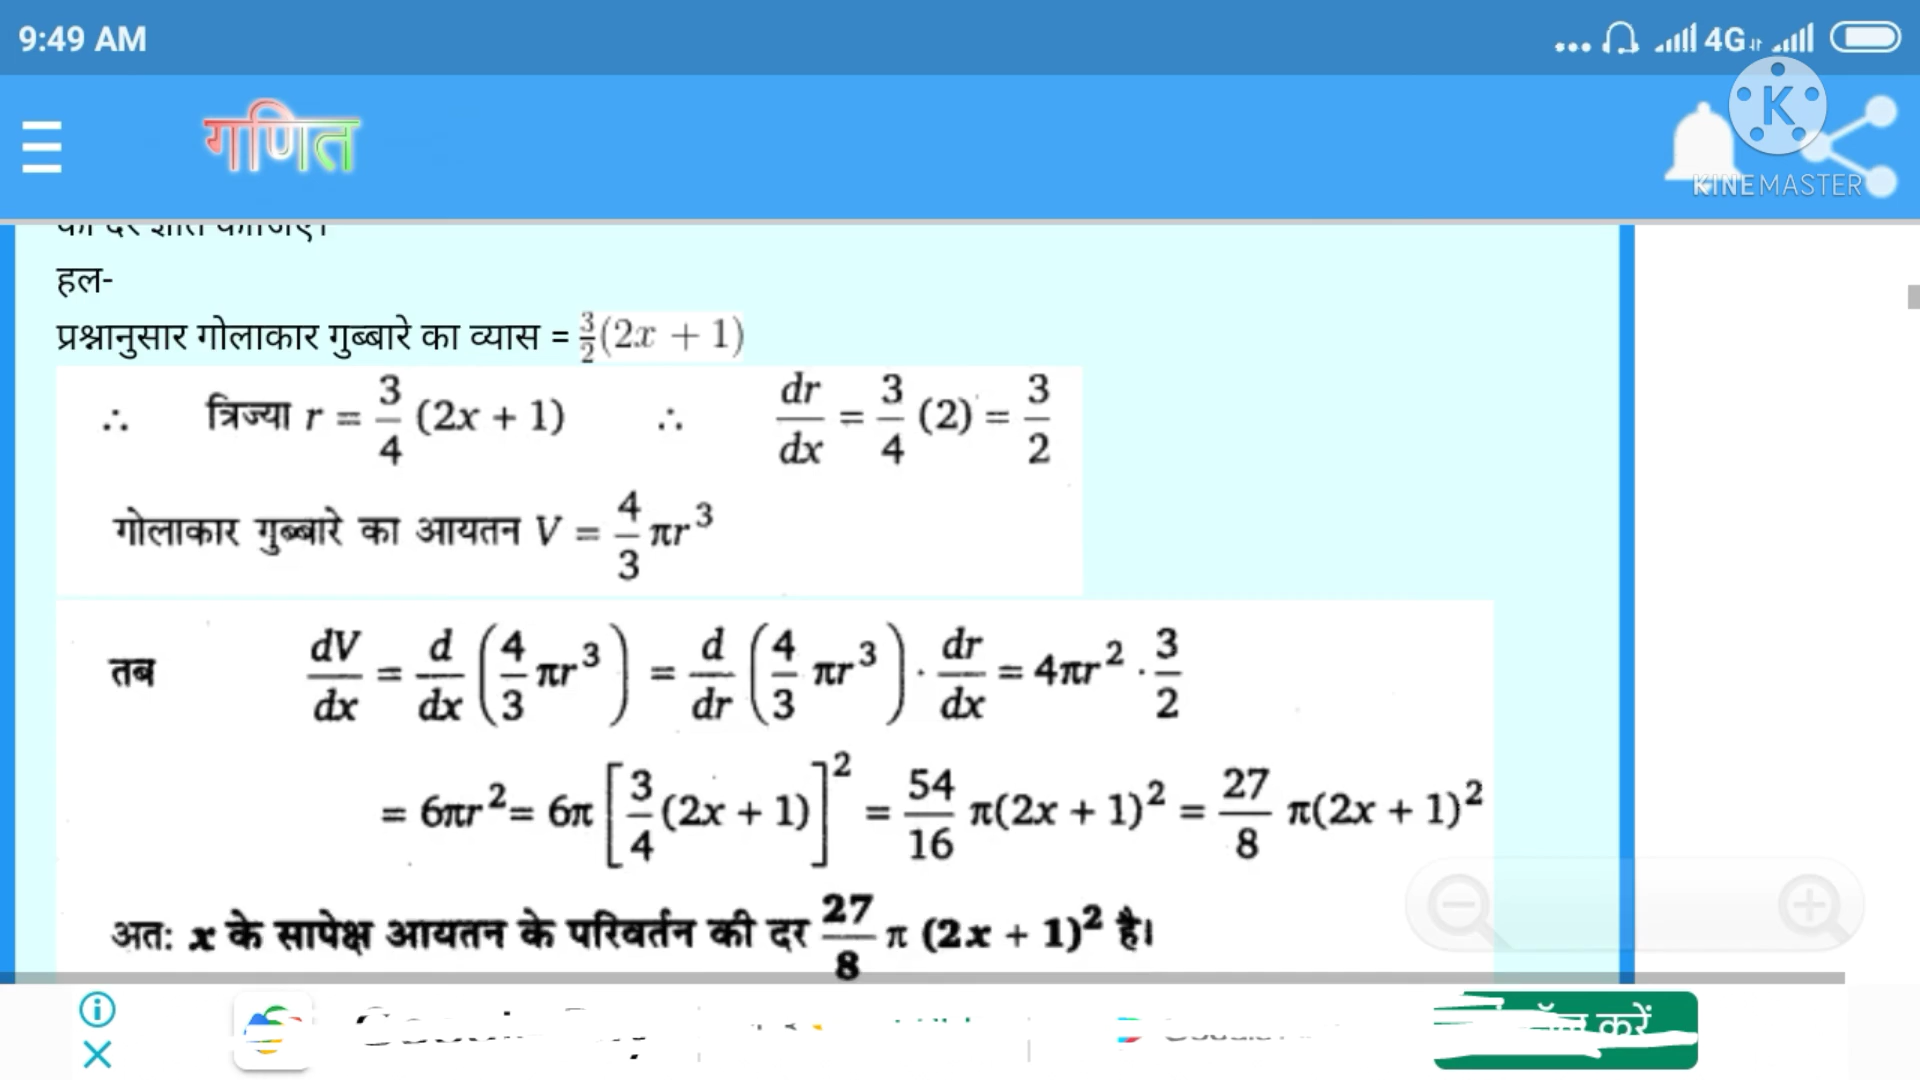 9:49 AM
4G
गणित
K
KINEMASTER
की दर ज्ञात कीजिए।
हल-
प्रश्नानुसार गोलाकार गुब्बारे का व्यास = 3/2(2x + 1)
∴ त्रिज्या r = 3/4 (2x + 1) ∴ dr/dx = 3/4 (2) = 3/2
गोलाकार गुब्बारे का आयतन V = 4/3 πr³
तब dV/dx = d/dx (4/3 πr³) = d/dr (4/3 πr³) · dr/dx = 4πr² · 3/2
= 6πr² = 6π [3/4 (2x + 1)]² = 54/16 π(2x + 1)² = 27/8 π(2x + 1)²
अत: x के सापेक्ष आयतन के परिवर्तन की दर 27/8 π (2x + 1)² है।
करें